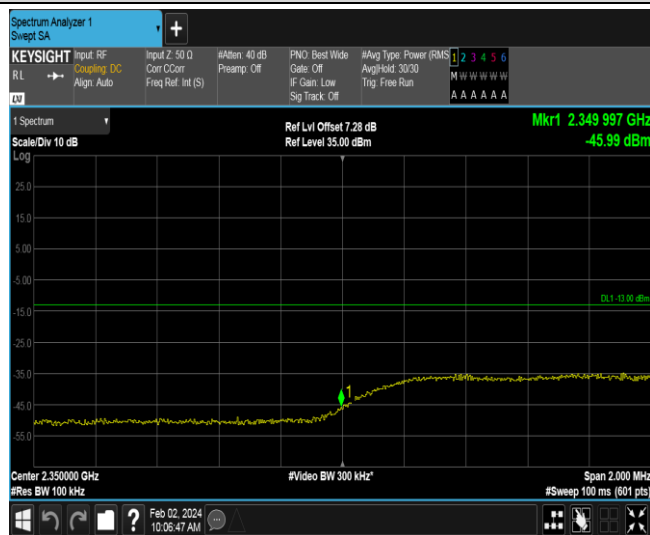 Spectrum Analyzer 1
Swept SA
+
KEYSIGHT
RL
LXI
Input: RF
Coupling: DC
Align: Auto
Input Z: 50 Ω
Corr CCorr
Freq Ref: Int (S)
#Atten: 40 dB
Preamp: Off
PNO: Best Wide
Gate: Off
IF Gain: Low
Sig Track: Off
#Avg Type: Power (RMS
Avg|Hold: 30/30
Trig: Free Run
1 2 3 4 5 6
M W W W W W
A A A A A A
1 Spectrum
Scale/Div 10 dB
Log
Ref Lvl Offset 7.28 dB
Ref Level 35.00 dBm
Mkr1 2.349 997 GHz
-45.99 dBm
25.0
15.0
5.00
-5.00
DL1 -13.00 dBm
-15.0
-25.0
-35.0
1
-45.0
-55.0
Center 2.350000 GHz
#Video BW 300 kHz*
Span 2.000 MHz
#Res BW 100 kHz
#Sweep 100 ms (601 pts)
?
Feb 02, 2024
10:06:47 AM